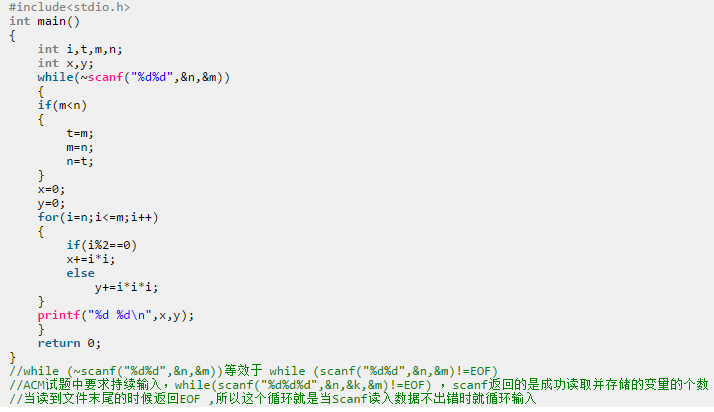 #include<stdio.h>
int main()
{
    int i,t,m,n;
    int x,y;
    while(~scanf("%d%d",&n,&m))
    {
    if(m<n)
    {
        t=m;
        m=n;
        n=t;
    }
    x=0;
    y=0;
    for(i=n;i<=m;i++)
    {
        if(i%2==0)
        x+=i*i;
        else
            y+=i*i*i;
    }
    printf("%d %d\n",x,y);
    }
    return 0;
}
//while (~scanf("%d%d",&n,&m))等效于 while (scanf("%d%d",&n,&m)!=EOF)
//ACM试题中要求持续输入，while(scanf("%d%d%d",&n,&k,&m)!=EOF) ，scanf返回的是成功读取并存储的变量的个数
//当读到文件末尾的时候返回EOF ,所以这个循环就是当Scanf读入数据不出错时就循环输入